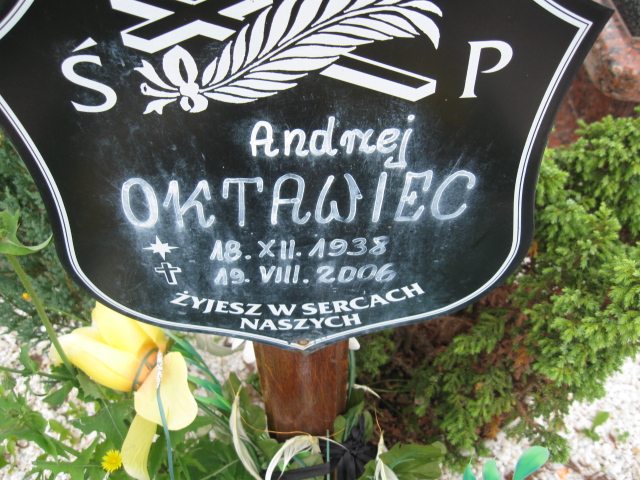 Ś P
Andrzej
OKTAWIEC
18. XII. 1938
19. VIII. 2006
ŻYJESZ W SERCACH
NASZYCH